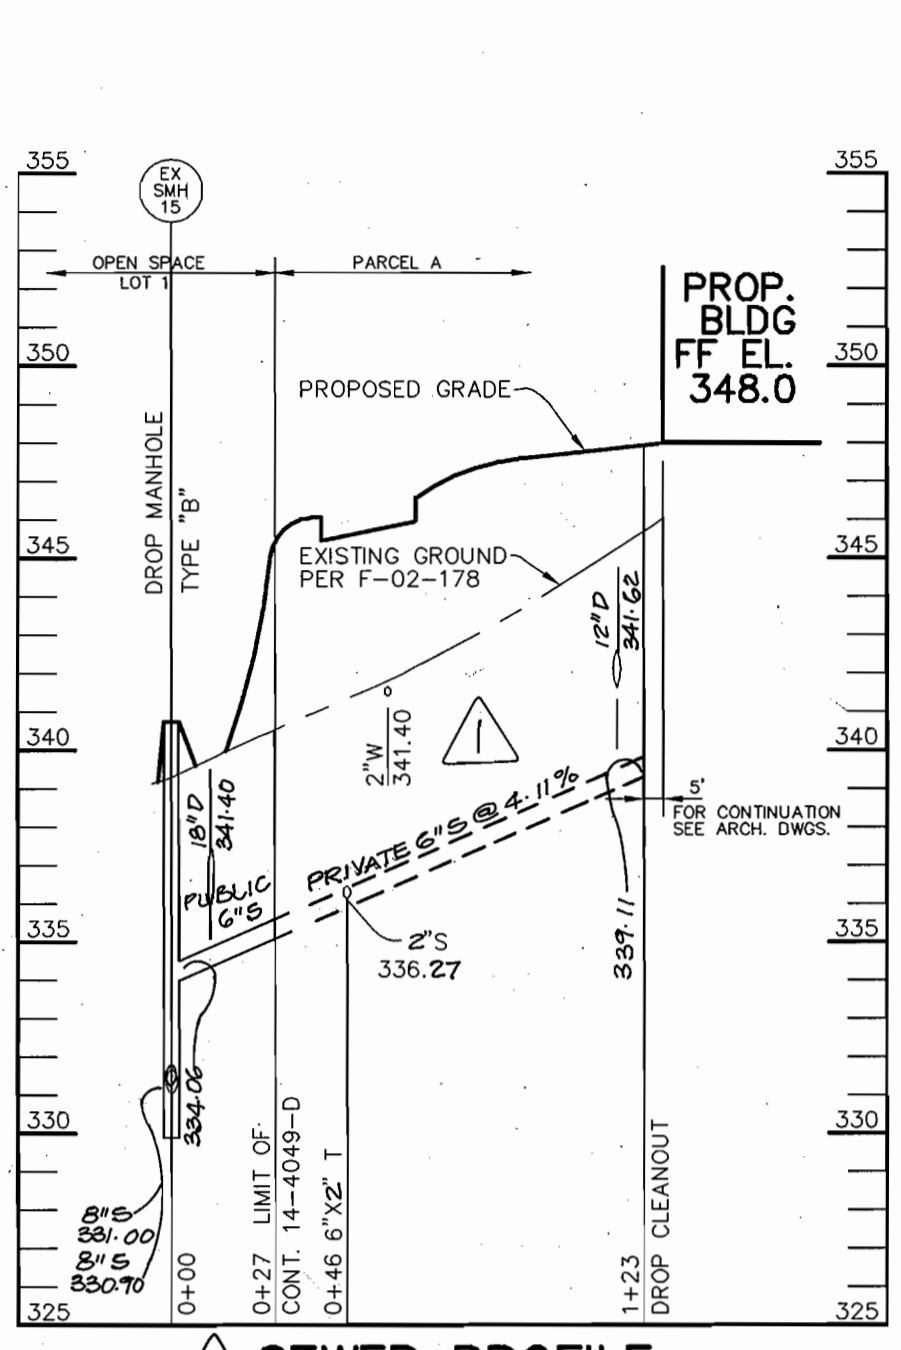 355
355
EX
SMH
15
OPEN SPACE
LOT 1
PARCEL A
PROP.
BLDG
FF EL.
348.0
350
350
PROPOSED GRADE
DROP MANHOLE
TYPE "B"
345
345
EXISTING GROUND
PER F-02-178
12"D
341.62
340
340
2"W
341.40
1
18"D
341.40
5'
FOR CONTINUATION
SEE ARCH. DWGS.
PRIVATE 6"S @ 4.11%
PUBLIC
6"S
335
335
2"S
336.27
339.11
334.06
330
330
8"S
331.00
8"S
330.90
0+00
0+27 LIMIT OF
CONT. 14-4049-D
0+46 6"X2" T
1+23
DROP CLEANOUT
325
325
SEWER PROFILE